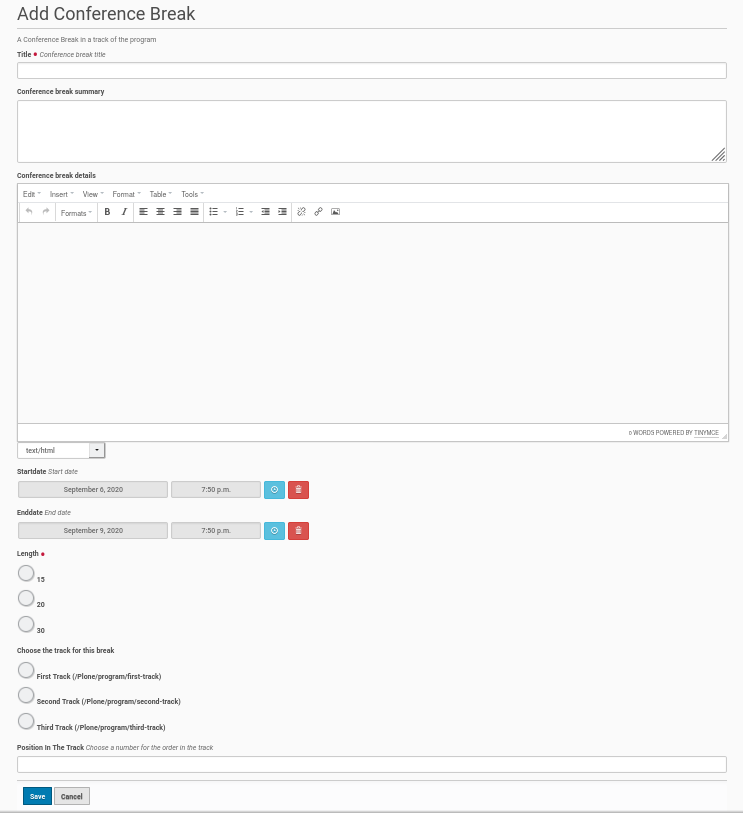 Add Conference Break
A Conference Break in a track of the program
Title • Conference break title
Conference break summary
Conference break details
Edit Insert View Format Table Tools
Formats B I
0 WORDS POWERED BY TINYMCE
text/html
Startdate Start date
September 6, 2020 7:50 p.m.
Enddate End date
September 9, 2020 7:50 p.m.
Length •
15
20
30
Choose the track for this break
First Track (/Plone/program/first-track)
Second Track (/Plone/program/second-track)
Third Track (/Plone/program/third-track)
Position In The Track Choose a number for the order in the track
Save Cancel